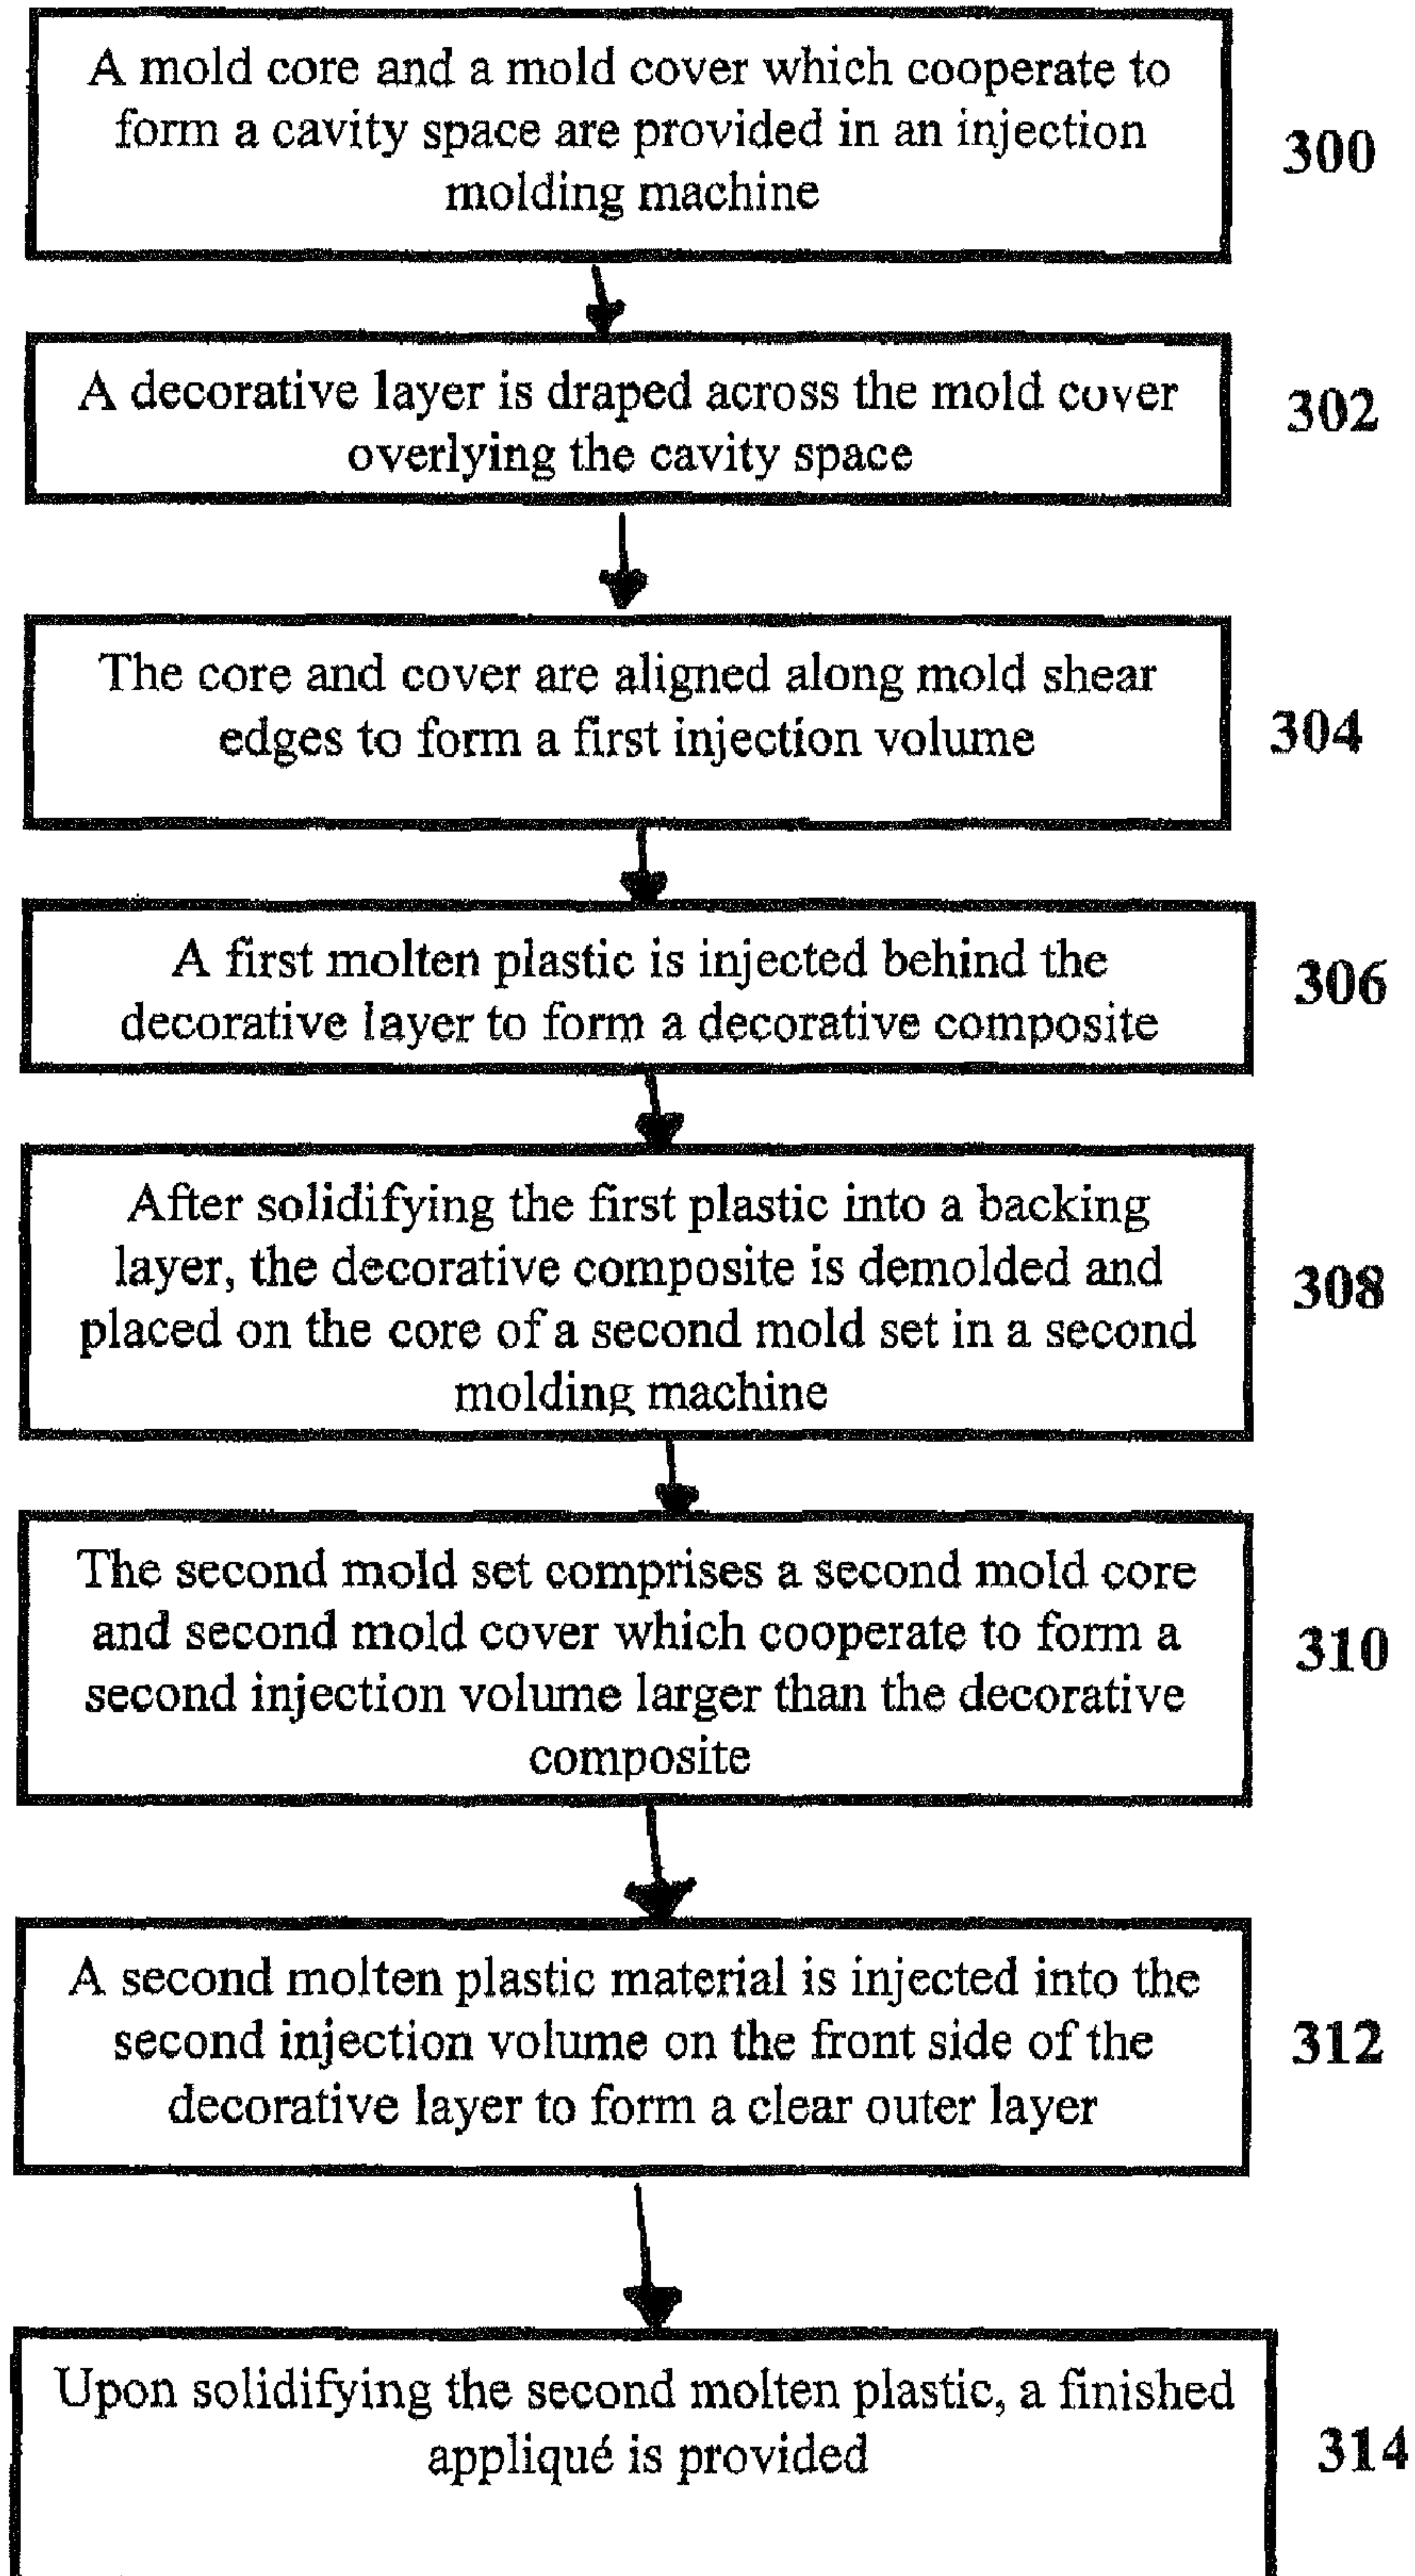 A mold core and a mold cover which cooperate to
form a cavity space are provided in an injection
molding machine
300
A decorative layer is draped across the mold cover
overlying the cavity space
302
The core and cover are aligned along mold shear
edges to form a first injection volume
304
A first molten plastic is injected behind the
decorative layer to form a decorative composite
306
After solidifying the first plastic into a backing
layer, the decorative composite is demolded and
placed on the core of a second mold set in a second
molding machine
308
The second mold set comprises a second mold core
and second mold cover which cooperate to form a
second injection volume larger than the decorative
composite
310
A second molten plastic material is injected into the
second injection volume on the front side of the
decorative layer to form a clear outer layer
312
Upon solidifying the second molten plastic, a finished
appliqué is provided
314